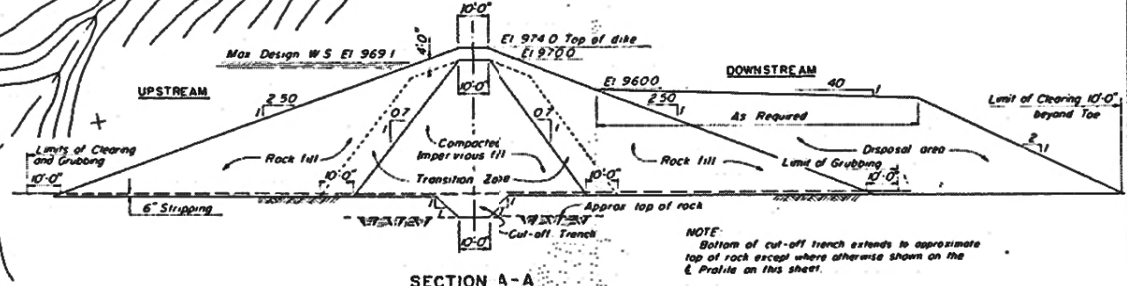 10'-0"
4'-0"
El 974 0 Top of dike
El 970 0
Max Design W S El 969 1
UPSTREAM
DOWNSTREAM
10'-0"
El 960 0
40
1
2 50
1
2 50
1
As Required
Limit of Clearing 10'-0"
beyond Toe
0.7
1
0.7
1
2
1
Compacted
Impervious fill
Limits of Clearing
and Grubbing
Rock fill
Rock fill
Disposal area
Limit of Grubbing
10'-0"
10'-0"
Transition Zone
10'-0"
10'-0"
6" Stripping
1
1
Approx top of rock
Cut-off Trench
10'-0"
NOTE:
Bottom of cut-off trench extends to approximate
top of rock except where otherwise shown on the
℄ Profile on this sheet.
SECTION A-A